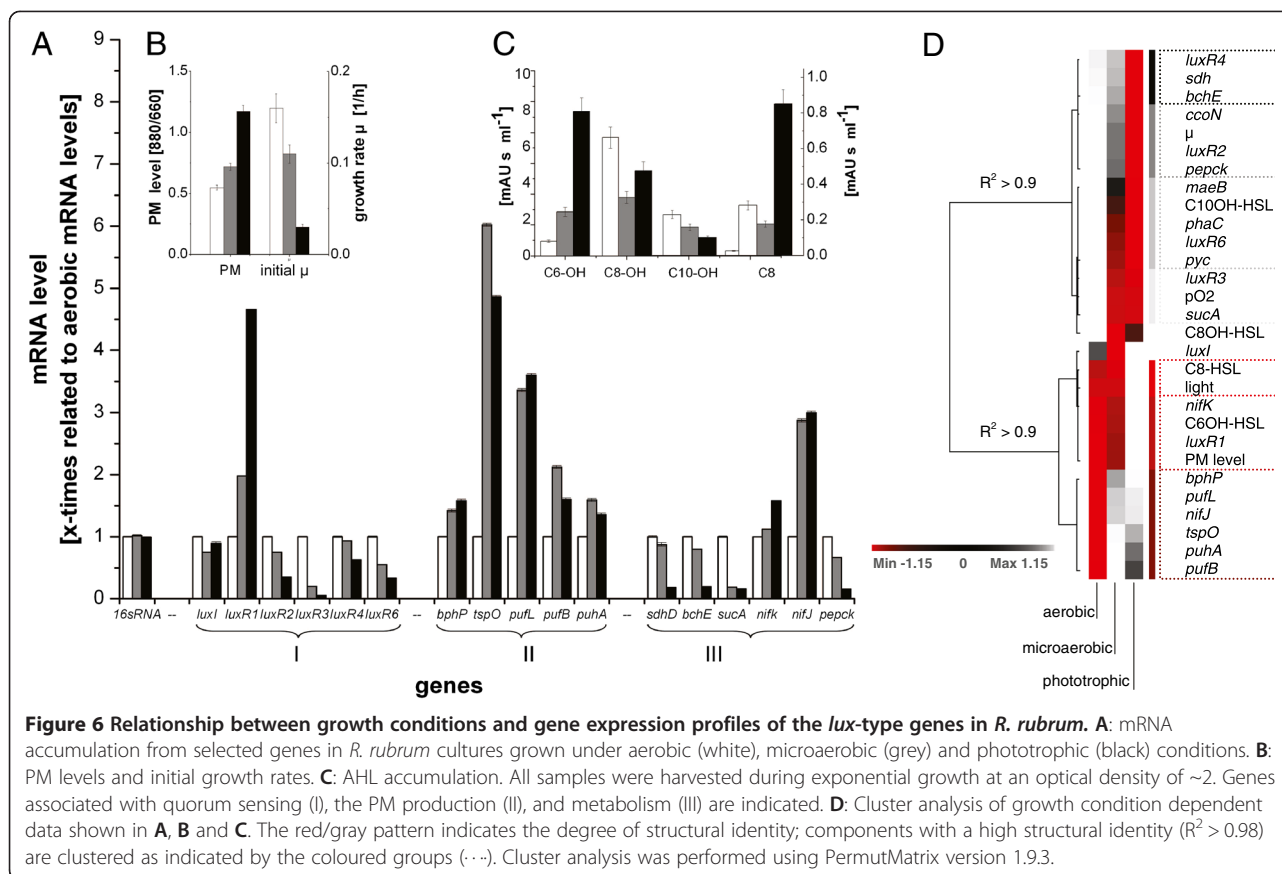 A
mRNA level
[x-times related to aerobic mRNA levels]
9
8
7
6
5
4
3
2
1
0
16sRNA -- luxI luxR1 luxR2 luxR3 luxR4 luxR6 -- bphP tspO pufL pufB puhA -- sdhD bchE sucA nifk nifJ pepck
I II III
genes
B
PM level [880/660]
1.5
1.0
0.5
0.0
growth rate µ [1/h]
0.2
0.1
0.0
PM initial µ
C
[mAU s ml-1]
10
9
8
7
6
5
4
3
2
1
0
[mAU s ml-1]
1.0
0.8
0.6
0.4
0.2
0.0
C6-OH C8-OH C10-OH C8
D
R2 > 0.9
R2 > 0.9
luxR4
sdh
bchE
ccoN
µ
luxR2
pepck
maeB
C10OH-HSL
phaC
luxR6
pyc
luxR3
pO2
sucA
C8OH-HSL
luxI
C8-HSL
light
nifK
C6OH-HSL
luxR1
PM level
bphP
pufL
nifJ
tspO
puhA
pufB
Min -1.15 0 Max 1.15
aerobic
microaerobic
phototrophic
Figure 6 Relationship between growth conditions and gene expression profiles of the lux-type genes in R. rubrum. A: mRNA
accumulation from selected genes in R. rubrum cultures grown under aerobic (white), microaerobic (grey) and phototrophic (black) conditions. B:
PM levels and initial growth rates. C: AHL accumulation. All samples were harvested during exponential growth at an optical density of ~2. Genes
associated with quorum sensing (I), the PM production (II), and metabolism (III) are indicated. D: Cluster analysis of growth condition dependent
data shown in A, B and C. The red/gray pattern indicates the degree of structural identity; components with a high structural identity (R2 > 0.98)
are clustered as indicated by the coloured groups (····). Cluster analysis was performed using PermutMatrix version 1.9.3.